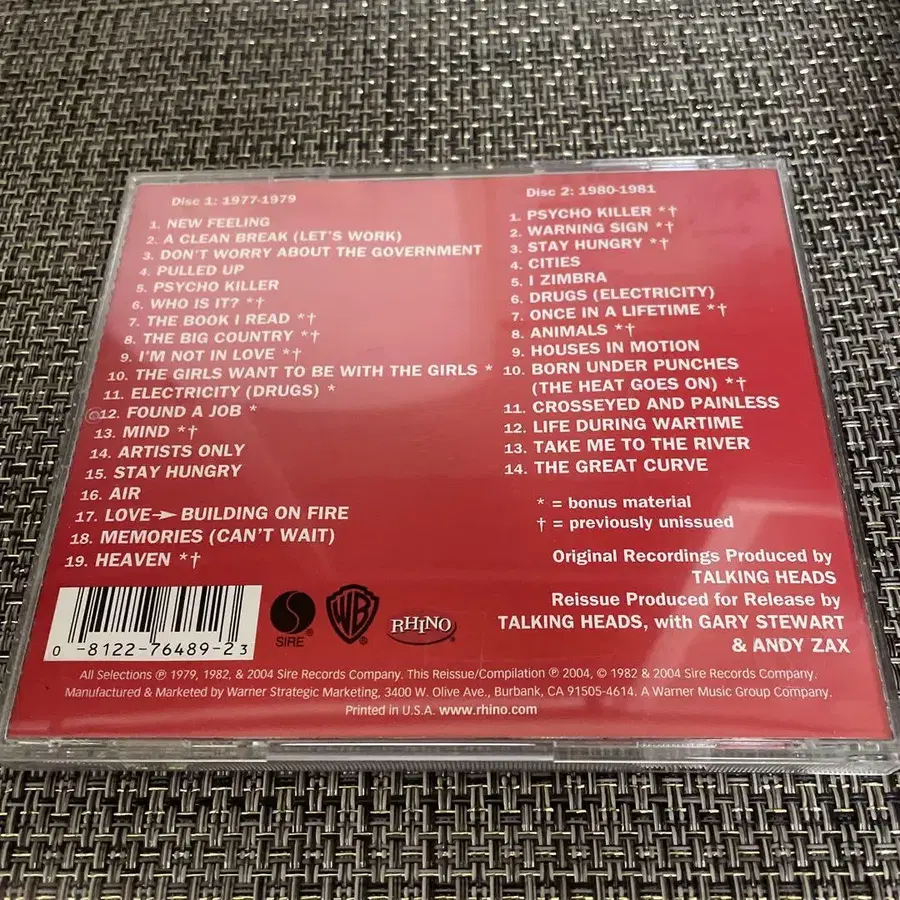 Disc 1: 1977-1979
1. NEW FEELING
2. A CLEAN BREAK (LET'S WORK)
3. DON'T WORRY ABOUT THE GOVERNMENT
4. PULLED UP
5. PSYCHO KILLER
6. WHO IS IT? *†
7. THE BOOK I READ *†
8. THE BIG COUNTRY *†
9. I'M NOT IN LOVE *†
10. THE GIRLS WANT TO BE WITH THE GIRLS *
11. ELECTRICITY (DRUGS) *
12. FOUND A JOB *
13. MIND *†
14. ARTISTS ONLY
15. STAY HUNGRY
16. AIR
17. LOVE➛ BUILDING ON FIRE
18. MEMORIES (CAN'T WAIT)
19. HEAVEN *†
Disc 2: 1980-1981
1. PSYCHO KILLER *†
2. WARNING SIGN *†
3. STAY HUNGRY *†
4. CITIES
5. I ZIMBRA
6. DRUGS (ELECTRICITY)
7. ONCE IN A LIFETIME *†
8. ANIMALS *†
9. HOUSES IN MOTION
10. BORN UNDER PUNCHES
(THE HEAT GOES ON) *†
11. CROSSEYED AND PAINLESS
12. LIFE DURING WARTIME
13. TAKE ME TO THE RIVER
14. THE GREAT CURVE
* = bonus material
† = previously unissued
Original Recordings Produced by
TALKING HEADS
Reissue Produced for Release by
TALKING HEADS, with GARY STEWART
& ANDY ZAX
0 -8122-76489-2 3
SIRE®
WB®
RHINO
All Selections ℗ 1979, 1982, & 2004 Sire Records Company. This Reissue/Compilation ℗ 2004, © 1982 & 2004 Sire Records Company.
Manufactured & Marketed by Warner Strategic Marketing, 3400 W. Olive Ave., Burbank, CA 91505-4614. A Warner Music Group Company.
Printed in U.S.A. www.rhino.com